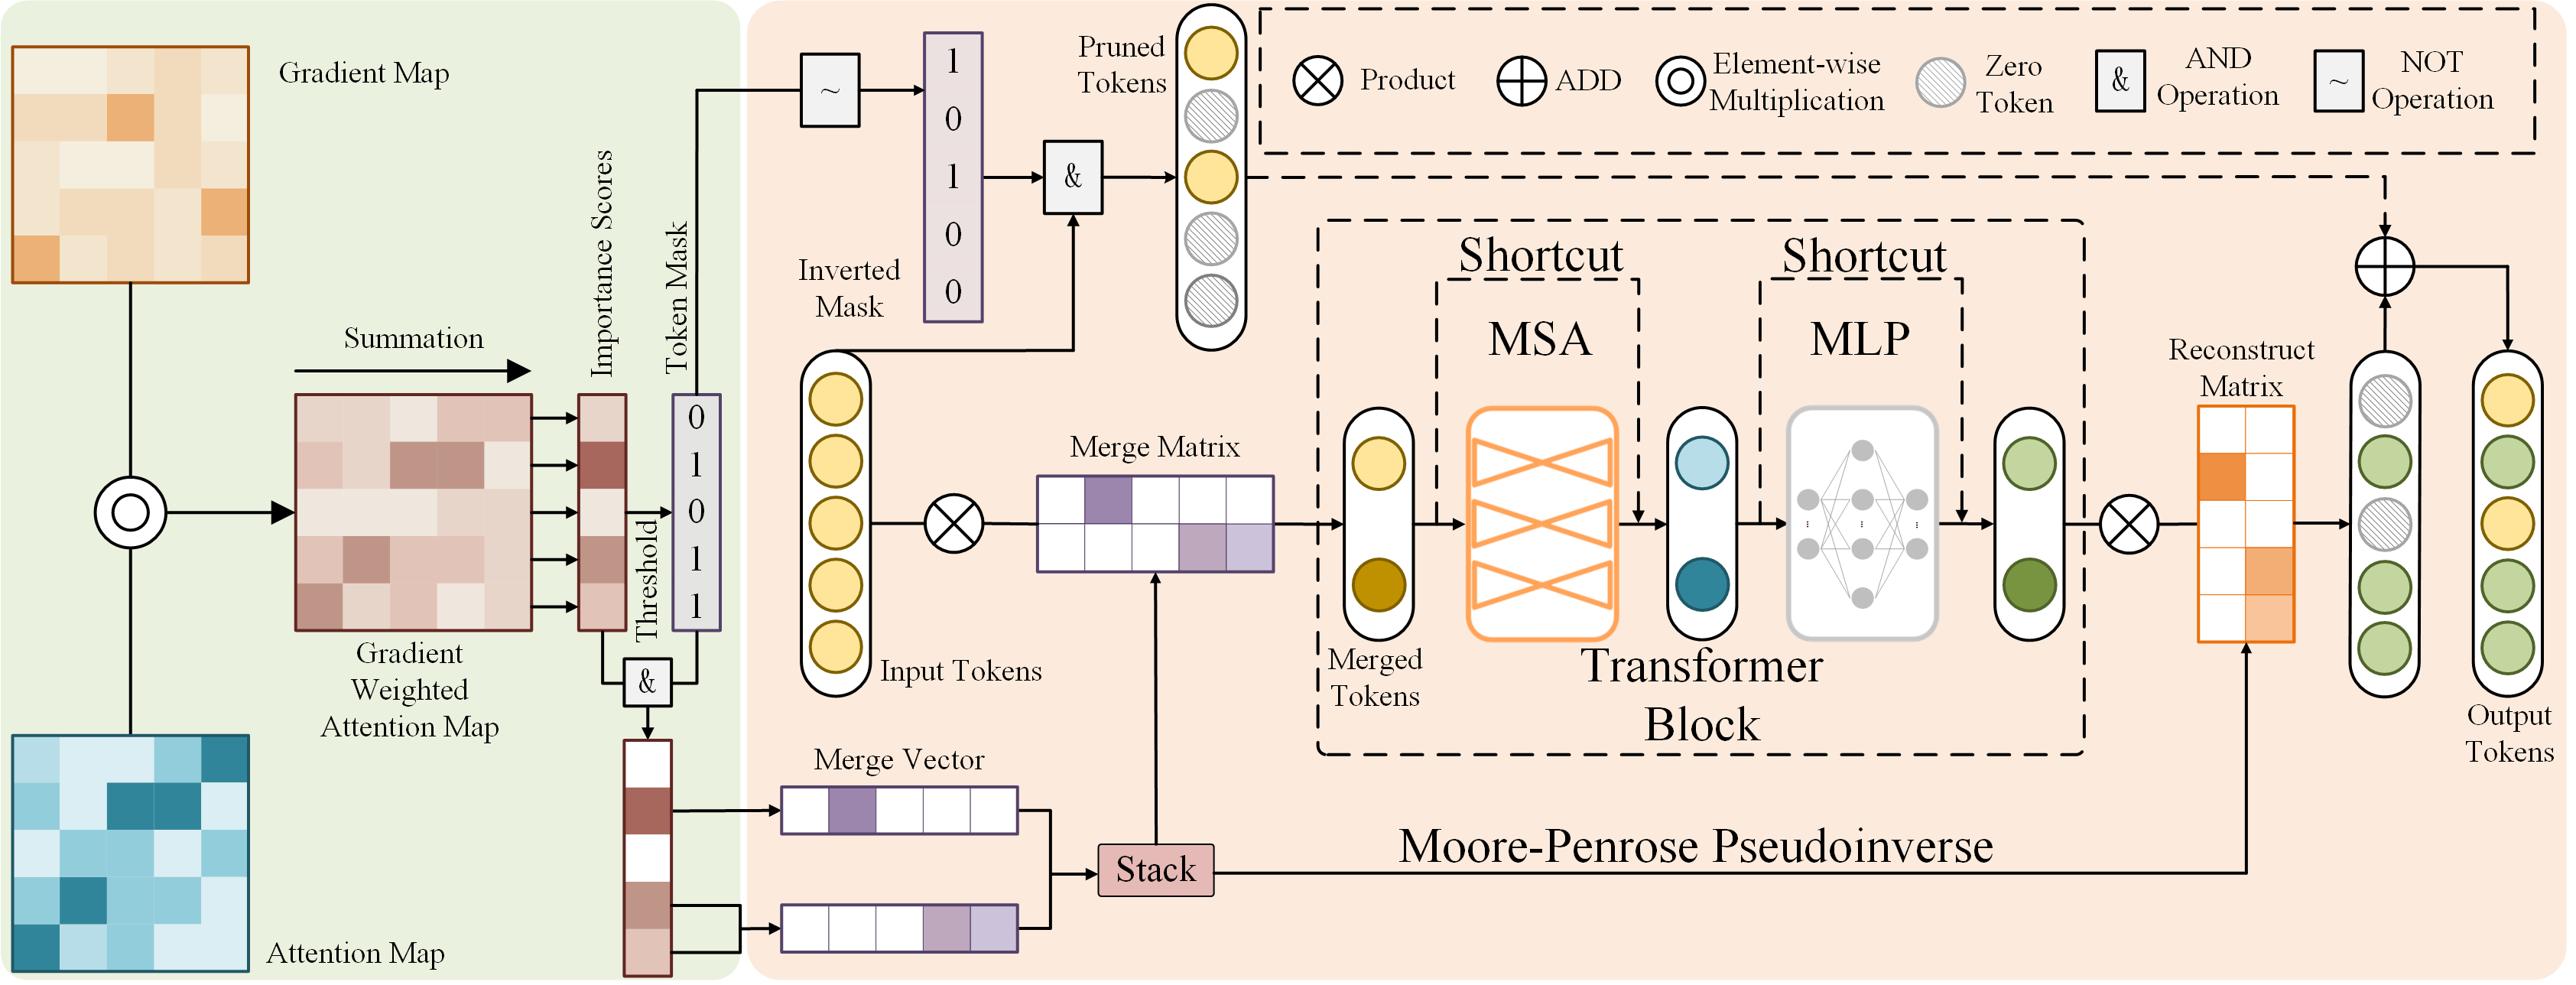 Gradient Map
Summation
Importance Scores
Token Mask
Threshold
0
1
0
1
1
&
Gradient
Weighted
Attention Map
Attention Map
~
1
0
1
0
0
Inverted
Mask
&
Pruned
Tokens
Product
ADD
Element-wise
Multiplication
Zero
Token
&
AND
Operation
~
NOT
Operation
Input Tokens
Merge Matrix
Merge Vector
Stack
Moore-Penrose Pseudoinverse
Shortcut
MSA
Shortcut
MLP
Merged
Tokens
Transformer
Block
Reconstruct
Matrix
Output
Tokens